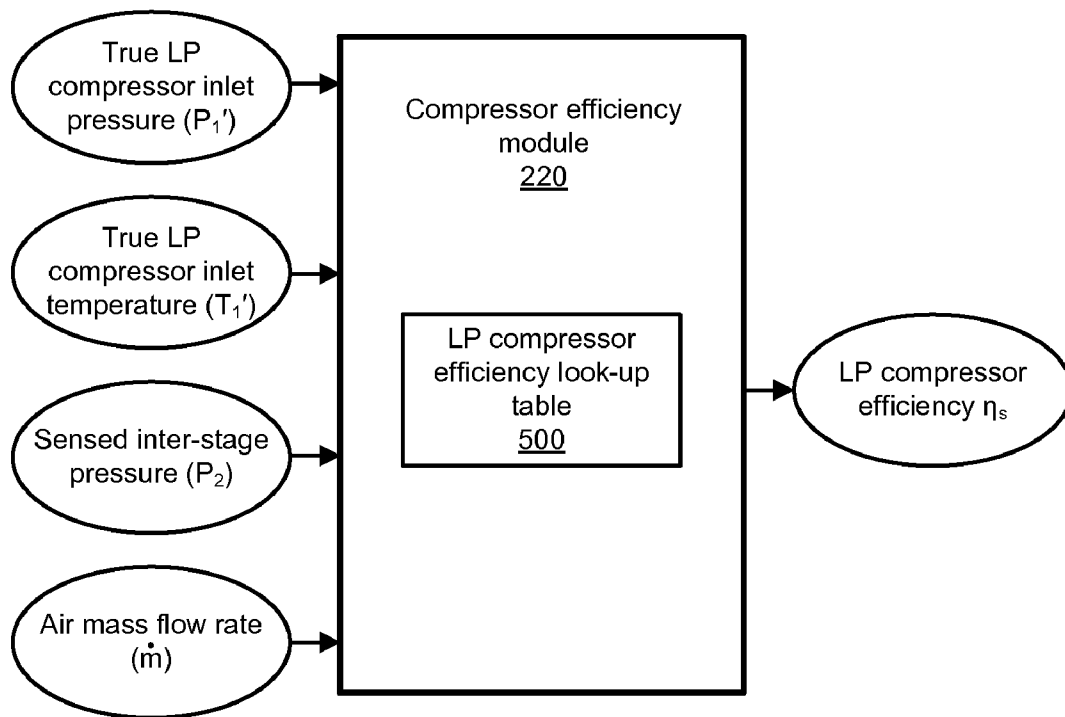 True LP
compressor inlet
pressure (P₁′)
True LP
compressor inlet
temperature (T₁′)
Sensed inter-stage
pressure (P₂)
Air mass flow rate
(ṁ)
Compressor efficiency
module
220
LP compressor
efficiency look-up
table
500
LP compressor
efficiency ηₛ